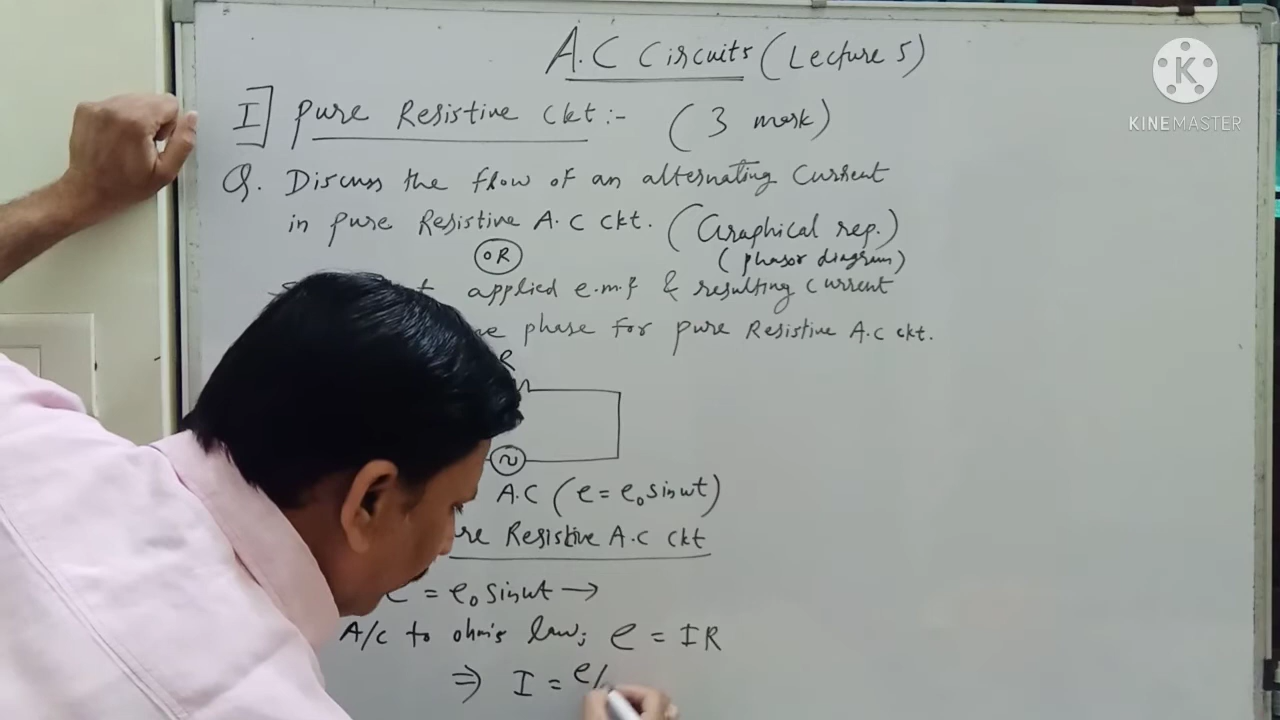 A.C Circuits (Lecture 5)
K
KINEMASTER
I] Pure Resistive Ckt:- (3 mark)
Q. Discuss the flow of an alternating Current
in pure Resistive A.C Ckt. (Graphical rep.)
OR (phasor diagram)
applied e.m.f & resulting Current
phase for pure Resistive A.C ckt.
R
~
A.C (e = e₀ sinωt)
Resistive A.C Ckt
e = e₀ sinωt →
A/c to ohm's law; e = IR
⇒ I = e/